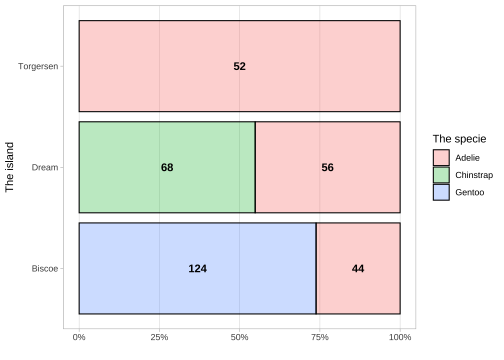 The island
Torgersen
52
Dream
68
56
Biscoe
124
44
0%
25%
50%
75%
100%
The specie
Adelie
Chinstrap
Gentoo